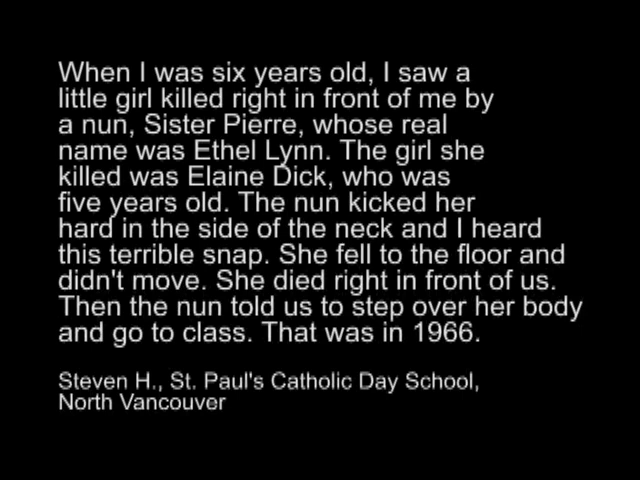 When I was six years old, I saw a
little girl killed right in front of me by
a nun, Sister Pierre, whose real
name was Ethel Lynn. The girl she
killed was Elaine Dick, who was
five years old. The nun kicked her
hard in the side of the neck and I heard
this terrible snap. She fell to the floor and
didn't move. She died right in front of us.
Then the nun told us to step over her body
and go to class. That was in 1966.
Steven H., St. Paul's Catholic Day School,
North Vancouver